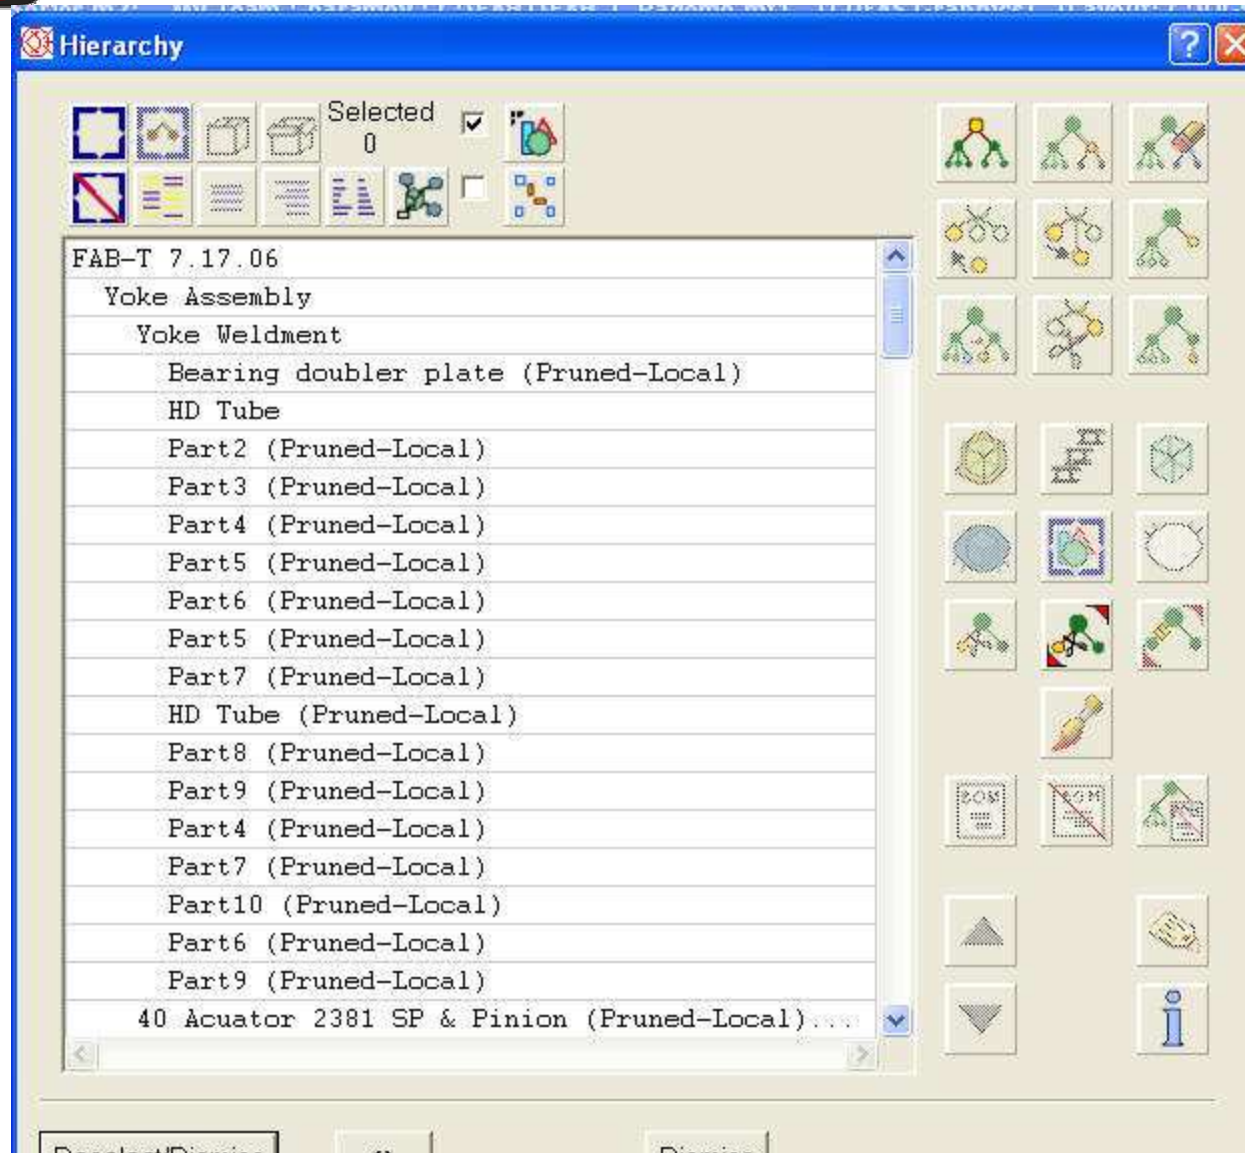 Hierarchy
Selected
0
FAB-T 7.17.06
Yoke Assembly
Yoke Weldment
Bearing doubler plate (Pruned-Local)
HD Tube
Part2 (Pruned-Local)
Part3 (Pruned-Local)
Part4 (Pruned-Local)
Part5 (Pruned-Local)
Part6 (Pruned-Local)
Part5 (Pruned-Local)
Part7 (Pruned-Local)
HD Tube (Pruned-Local)
Part8 (Pruned-Local)
Part9 (Pruned-Local)
Part4 (Pruned-Local)
Part7 (Pruned-Local)
Part10 (Pruned-Local)
Part6 (Pruned-Local)
Part9 (Pruned-Local)
40 Acuator 2381 SP & Pinion (Pruned-Local)....
BOM
BOM
Dismiss